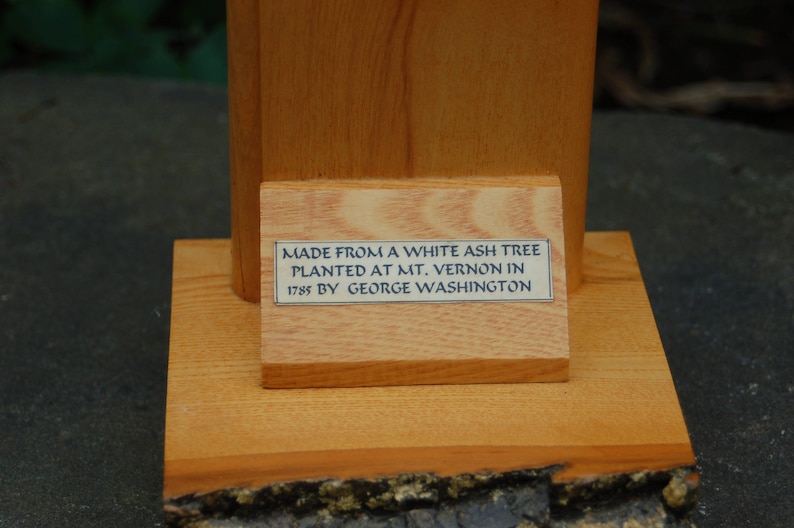 MADE FROM A WHITE ASH TREE
PLANTED AT MT. VERNON IN
1785 BY GEORGE WASHINGTON